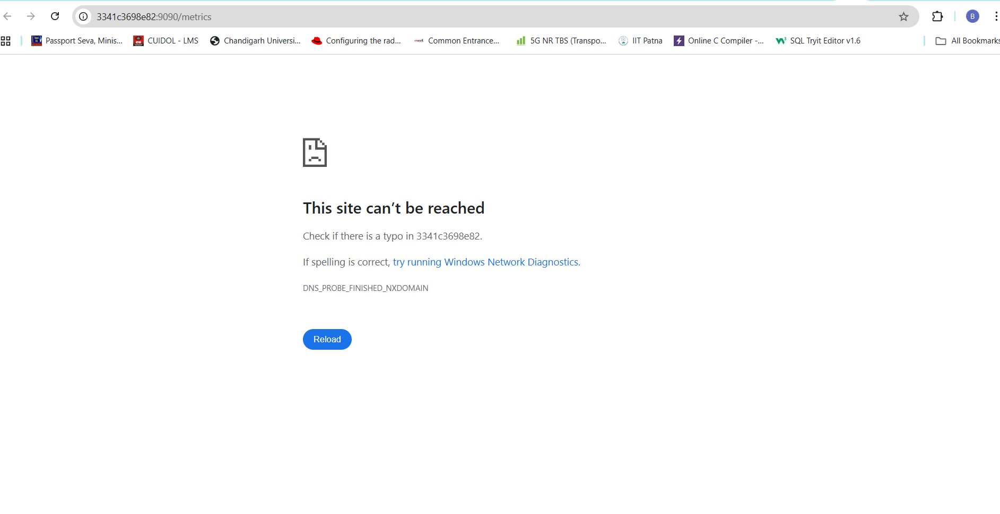 3341c3698e82:9090/metrics
B
Passport Seva, Minis... CUIDOL - LMS Chandigarh Universi... Configuring the rad... Common Entrance... 5G NR TBS (Transpo... IIT Patna Online C Compiler -... SQL Tryit Editor v1.6 All Bookmarks
This site can’t be reached
Check if there is a typo in 3341c3698e82.
If spelling is correct, try running Windows Network Diagnostics.
DNS_PROBE_FINISHED_NXDOMAIN
Reload